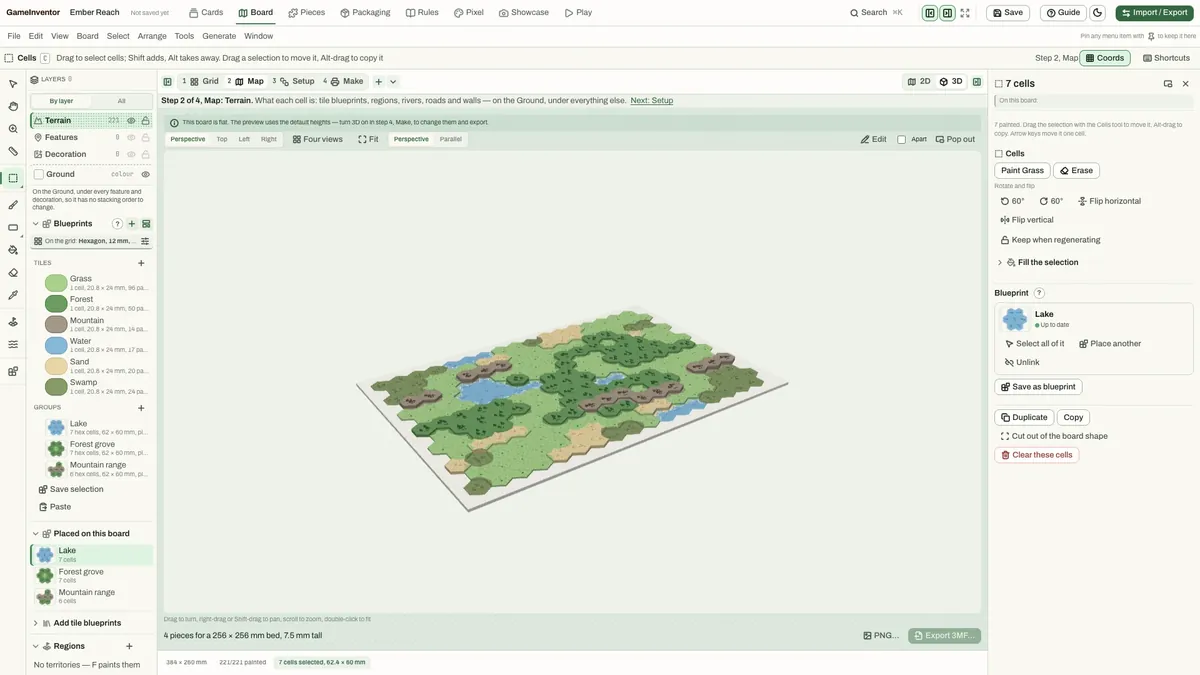 GameInventor Ember Reach Not saved yet Cards Board Pieces Packaging Rules Pixel Showcase Play Search ⌘K Save Guide Import / Export
File Edit View Board Select Arrange Tools Generate Window Pin any menu item with to keep it here
Cells C Drag to select cells; Shift adds, Alt takes away. Drag a selection to move it, Alt-drag to copy it Step 2, Map Coords Shortcuts
LAYERS 221
By layer All
Terrain 221
Features 0
Decoration 0
Ground colour
On the Ground, under every feature and
decoration, so it has no stacking order to
change.
Blueprints ? +
On the grid: Hexagon, 12 mm, ...
TILES +
Grass
1 cell, 20.8 × 24 mm, 96 pa...
Forest
1 cell, 20.8 × 24 mm, 50 pa...
Mountain
1 cell, 20.8 × 24 mm, 14 pa...
Water
1 cell, 20.8 × 24 mm, 17 pa...
Sand
1 cell, 20.8 × 24 mm, 20 pa...
Swamp
1 cell, 20.8 × 24 mm, 24 pa...
GROUPS +
Lake
7 hex cells, 62 × 60 mm, pl...
Forest grove
7 hex cells, 62 × 60 mm, pl...
Mountain range
6 hex cells, 62 × 60 mm, pl...
Save selection
Paste
Placed on this board
Lake
7 cells
Forest grove
7 cells
Mountain range
6 cells
Add tile blueprints
Regions +
No territories — F paints them
1 Grid 2 Map 3 Setup 4 Make + 2D 3D
Step 2 of 4, Map: Terrain. What each cell is: tile blueprints, regions, rivers, roads and walls — on the Ground, under everything else. Next: Setup
This board is flat. The preview uses the default heights — turn 3D on in step 4, Make, to change them and export.
Perspective Top Left Right Four views Fit Perspective Parallel Edit Apart Pop out
Drag to turn, right-drag or Shift-drag to pan, scroll to zoom, double-click to fit
4 pieces for a 256 × 256 mm bed, 7.5 mm tall PNG... Export 3MF...
384 × 260 mm 221/221 painted 7 cells selected, 62.4 × 60 mm
7 cells
On this board:
7 painted. Drag the selection with the Cells tool to move it, Alt-drag to
copy. Arrow keys move it one cell.
Cells
Paint Grass Erase
Rotate and flip
60° 60° Flip horizontal
Flip vertical
Keep when regenerating
Fill the selection
Blueprint ?
Lake
Up to date
Select all of it Place another
Unlink
Save as blueprint
Duplicate Copy
Cut out of the board shape
Clear these cells